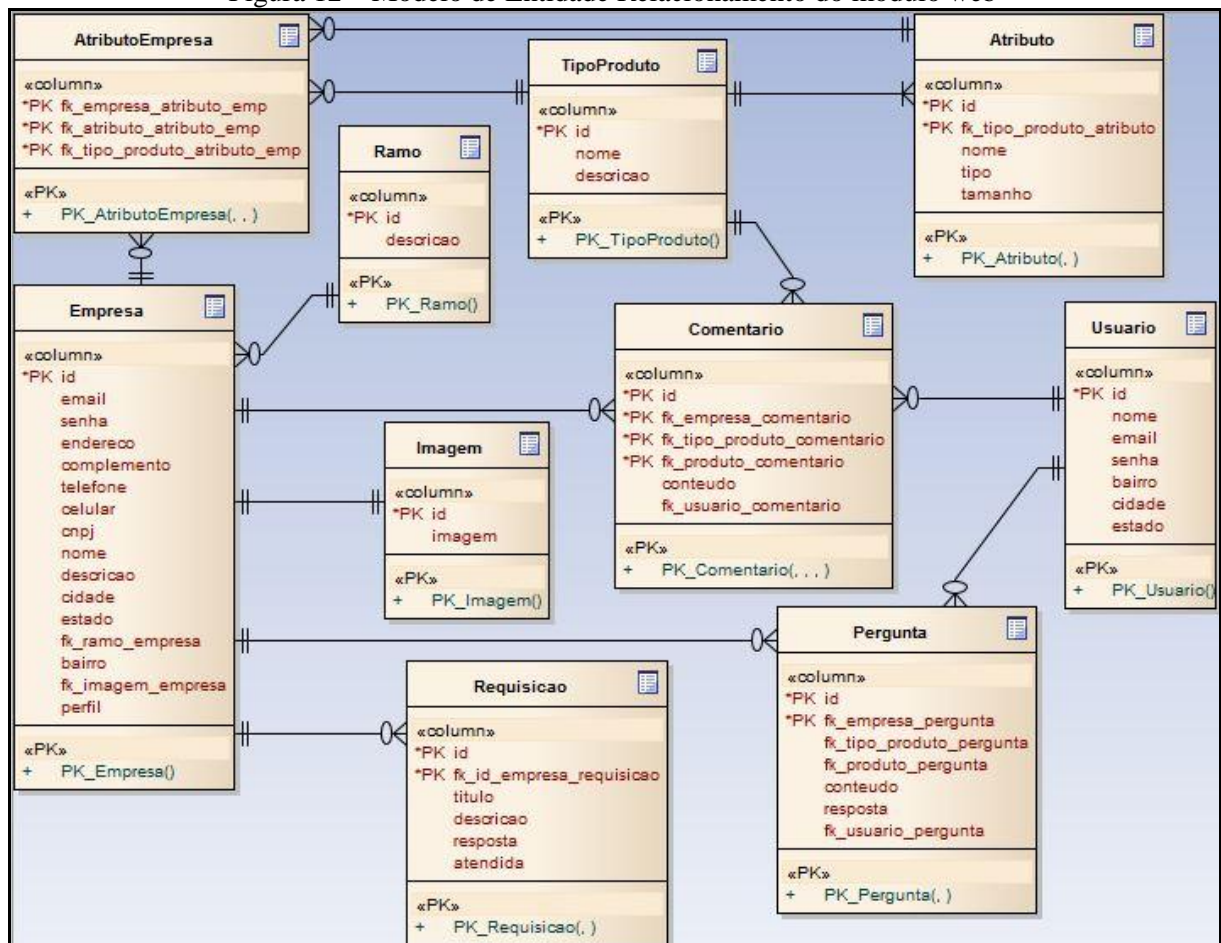 Figura 12 – Modelo de Entidade Relacionamento do módulo web
AtributoEmpresa
«column»
*PK fk_empresa_atributo_emp
*PK fk_atributo_atributo_emp
*PK fk_tipo_produto_atributo_emp
«PK»
+ PK_AtributoEmpresa(, , )
Ramo
«column»
*PK id
descricao
«PK»
+ PK_Ramo()
TipoProduto
«column»
*PK id
nome
descricao
«PK»
+ PK_TipoProduto()
Atributo
«column»
*PK id
*PK fk_tipo_produto_atributo
nome
tipo
tamanho
«PK»
+ PK_Atributo(, )
Empresa
«column»
*PK id
email
senha
endereco
complemento
telefone
celular
cnpj
nome
descricao
cidade
estado
fk_ramo_empresa
bairro
fk_imagem_empresa
perfil
«PK»
+ PK_Empresa()
Imagem
«column»
*PK id
imagem
«PK»
+ PK_Imagem()
Comentario
«column»
*PK id
*PK fk_empresa_comentario
*PK fk_tipo_produto_comentario
*PK fk_produto_comentario
conteudo
fk_usuario_comentario
«PK»
+ PK_Comentario(, , , )
Usuario
«column»
*PK id
nome
email
senha
bairro
cidade
estado
«PK»
+ PK_Usuario()
Requisicao
«column»
*PK id
*PK fk_id_empresa_requisicao
titulo
descricao
resposta
atendida
«PK»
+ PK_Requisicao(, )
Pergunta
«column»
*PK id
*PK fk_empresa_pergunta
fk_tipo_produto_pergunta
fk_produto_pergunta
conteudo
resposta
fk_usuario_pergunta
«PK»
+ PK_Pergunta(, )